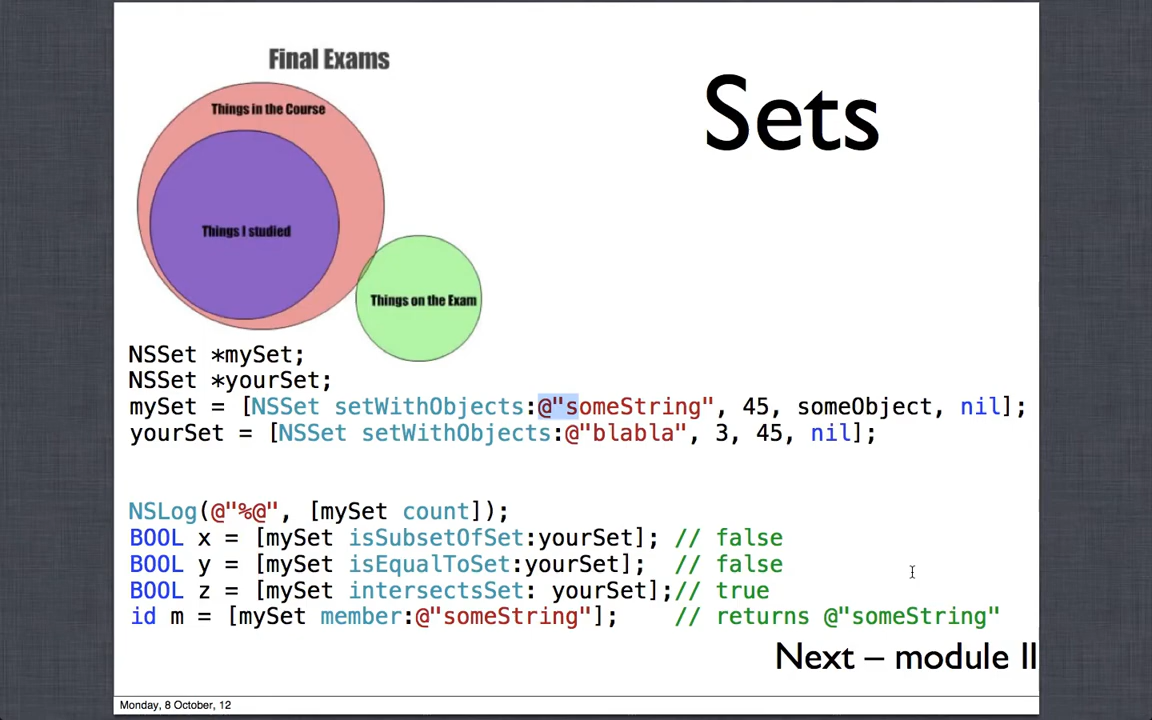 Final Exams
Things in the Course
Sets
Things I studied
Things on the Exam
NSSet *mySet;
NSSet *yourSet;
mySet = [NSSet setWithObjects:@"someString", 45, someObject, nil];
yourSet = [NSSet setWithObjects:@"blabla", 3, 45, nil];
NSLog(@"%@", [mySet count]);
BOOL x = [mySet isSubsetOfSet:yourSet]; // false
BOOL y = [mySet isEqualToSet:yourSet];  // false
BOOL z = [mySet intersectsSet: yourSet];// true
id m = [mySet member:@"someString"];    // returns @"someString"
Next – module II
Monday, 8 October, 12